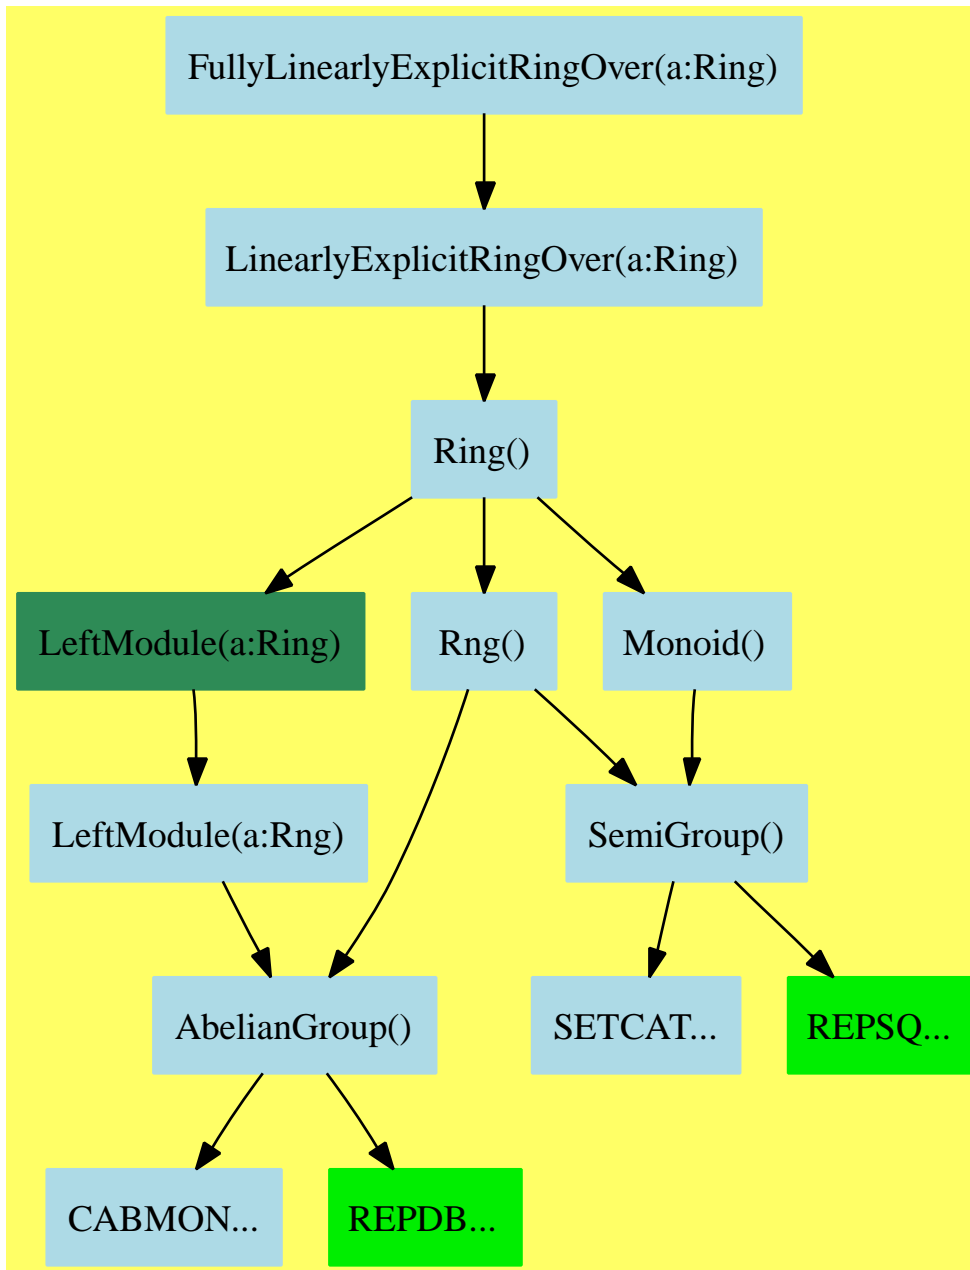 FullyLinearlyExplicitRingOver(a:Ring)
LinearlyExplicitRingOver(a:Ring)
Ring()
LeftModule(a:Ring)
Rng()
Monoid()
LeftModule(a:Rng)
SemiGroup()
AbelianGroup()
SETCAT...
REPSQ...
CABMON...
REPDB...